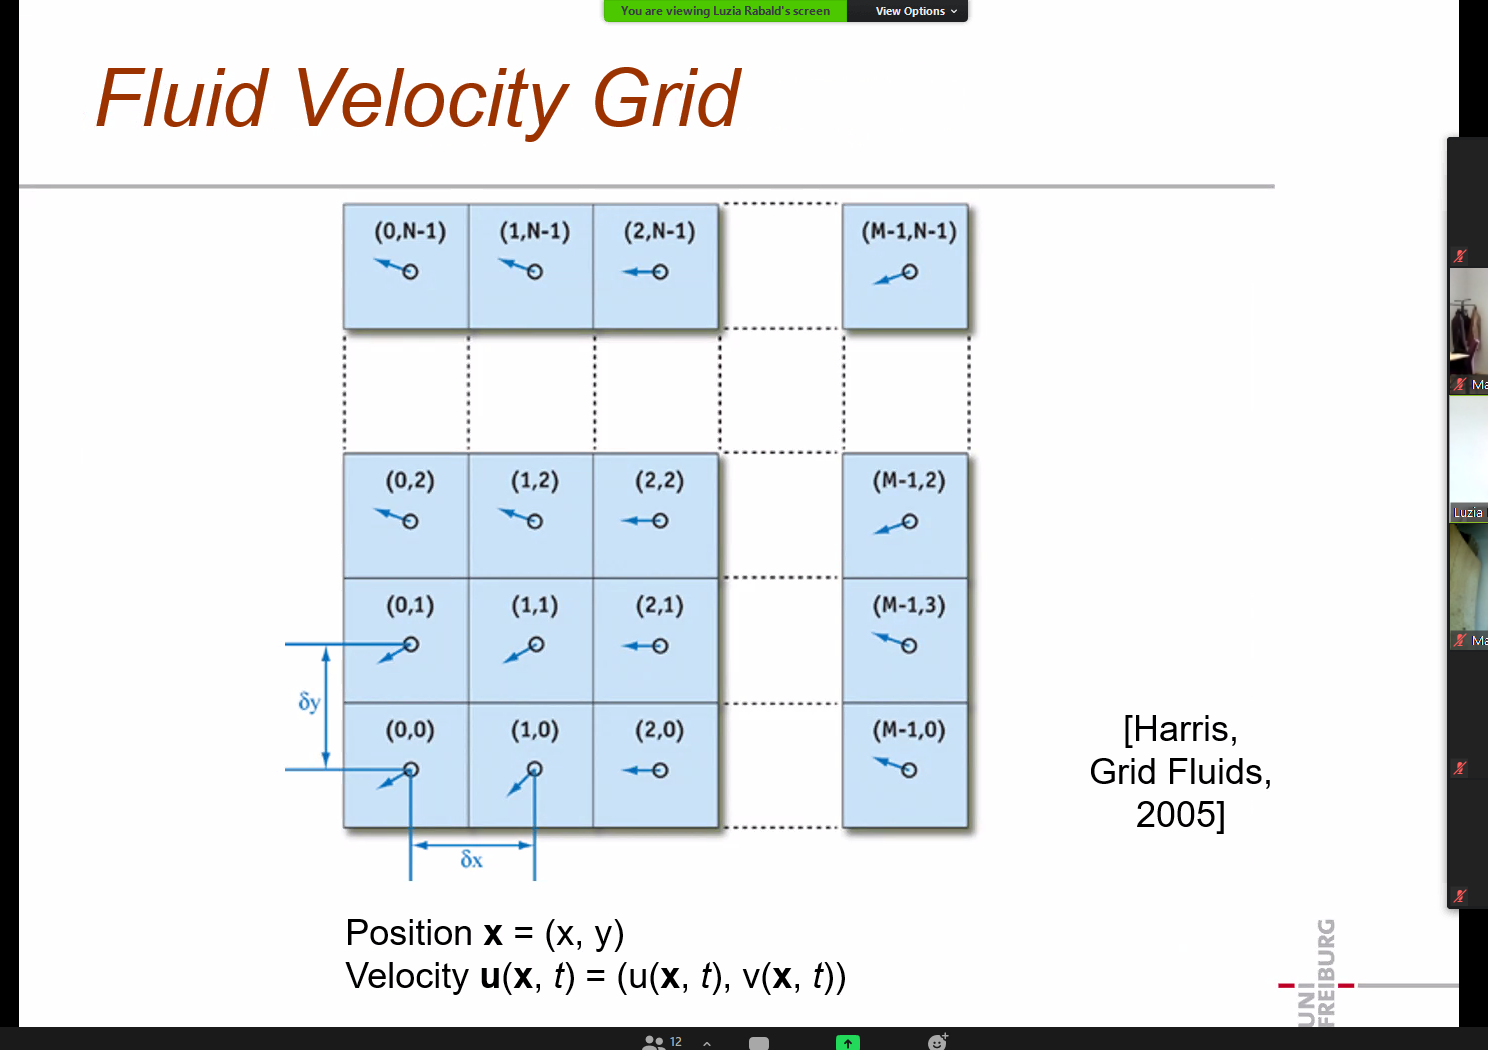 You are viewing Luzia Rabald's screen View Options
Fluid Velocity Grid
(0,N-1) (1,N-1) (2,N-1) (M-1,N-1)
(0,2) (1,2) (2,2) (M-1,2)
(0,1) (1,1) (2,1) (M-1,3)
δy
(0,0) (1,0) (2,0) (M-1,0)
δx
[Harris,
Grid Fluids,
2005]
Position x = (x, y)
Velocity u(x, t) = (u(x, t), v(x, t))
UNI
FREIBURG
Ma
Luzia
Ma
12